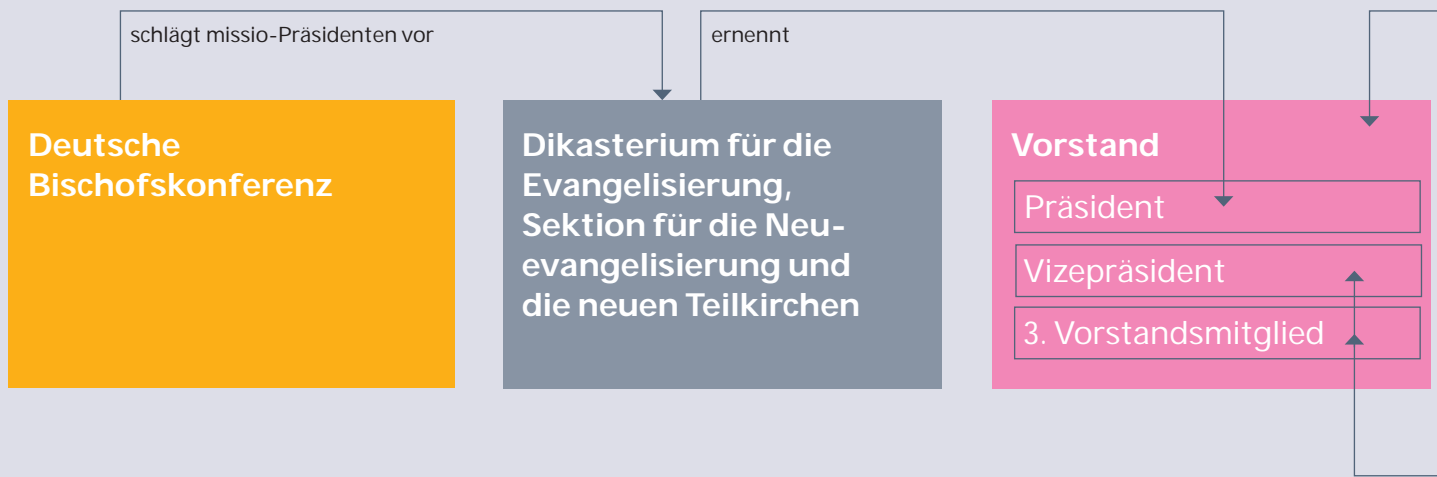 schlägt missio-Präsidenten vor
ernennt
Deutsche
Bischofskonferenz
Dikasterium für die
Evangelisierung,
Sektion für die Neu-
evangelisierung und
die neuen Teilkirchen
Vorstand
Präsident
Vizepräsident
3. Vorstandsmitglied